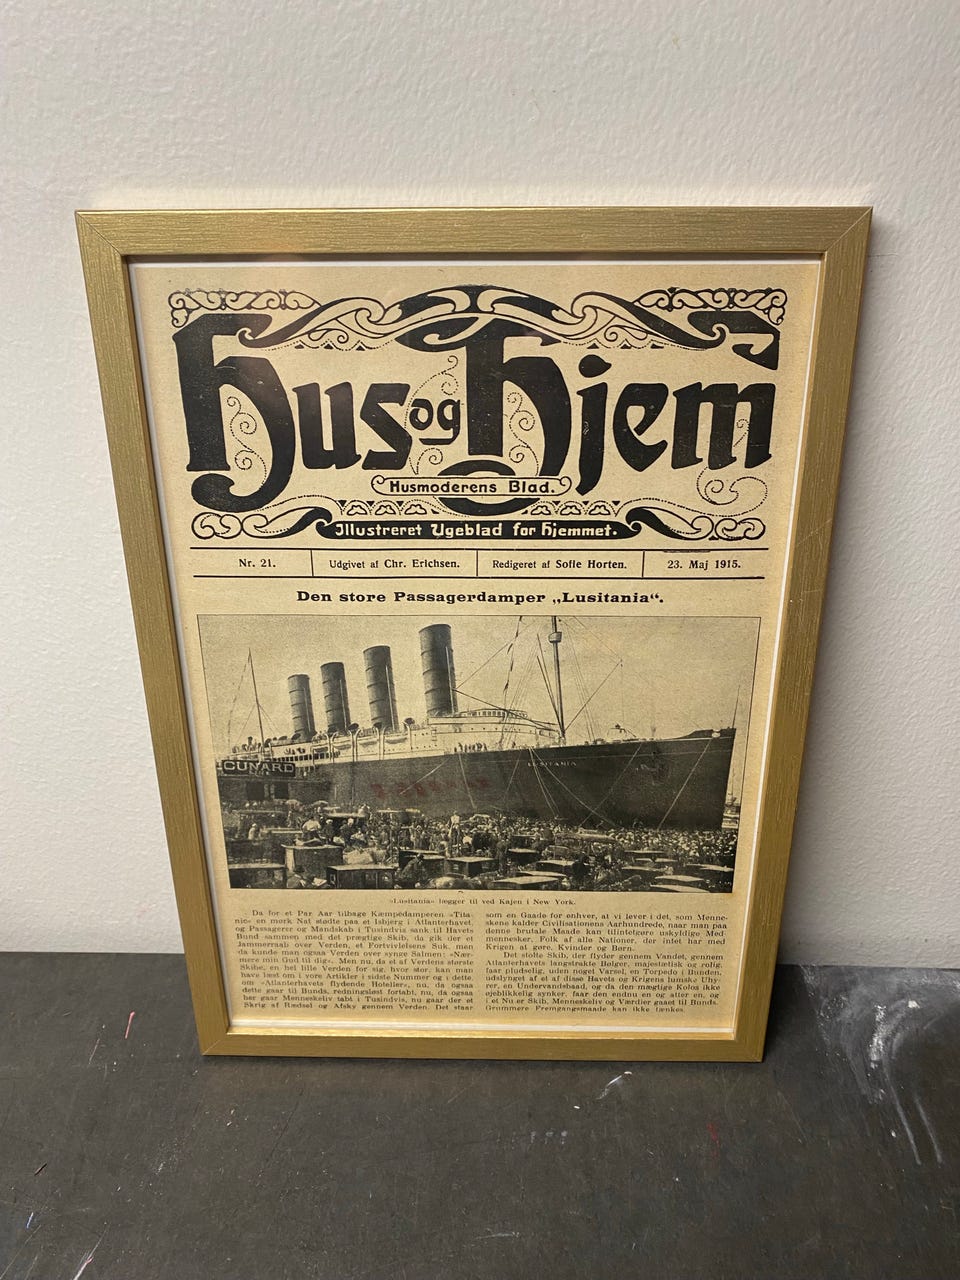 Hus og Hjem
Husmoderens Blad.
Illustreret Ugeblad for Hjemmet.
Nr. 21.
Udgivet af Chr. Erichsen.
Redigeret af Sofie Horten.
23. Maj 1915.
Den store Passagerdamper „Lusitania“.
CUNARD
LUSITANIA
»Lusitania« lægger til ved Kajen i New York.
Da for et Par Aar tilbage Kæmpedamperen »Tita-
nic« en mørk Nat stødte paa et Isbjerg i Atlanterhavet,
og Passagerer og Mandskab i Tusindvis sank til Havets
Bund sammen med det prægtige Skib, da gik der et
Jammerraab over Verden, et Fortvivlelsens Suk, men
da kunde man ogsaa Verden over synge Salmen: »Nær-
mere min Gud til dig«. Men nu, da et af Verdens største
Skibe, en hel lille Verden for sig, hvor stor, kan man
have læst om i vore Artikler i sidste Nummer og i dette
om »Atlanterhavets flydende Hoteller«, nu, da ogsaa
dette gaar til Bunds, redningsløst fortabt, nu, da ogsaa
her gaar Menneskeliv tabt i Tusindvis, nu gaar der et
Skrig af Rædsel og Afsky gennem Verden. Det staar
som en Gaade for enhver, at vi lever i det, som Menne-
skene kalder Civilisationens Aarhundrede, naar man paa
denne brutale Maade kan tilintetgøre uskyldige Med-
mennesker, Folk af alle Nationer, der intet har med
Krigen at gøre, Kvinder og Børn.
Det stolte Skib, der flyder gennem Vandet, gennem
Atlanterhavets langstrakte Bølger, majestætisk og rolig,
faar pludselig, uden noget Varsel, en Torpedo i Bunden,
udslynget af et af disse Havets og Krigens lumske Uhy-
rer, en Undervandsbaad, og da den mægtige Kolos ikke
øjeblikkelig synker, faar den endnu en og atter en, og
i et Nu er Skib, Menneskeliv og Værdier gaaet til Bunds.
Grummere Fremgangsmaade kan ikke tænkes.